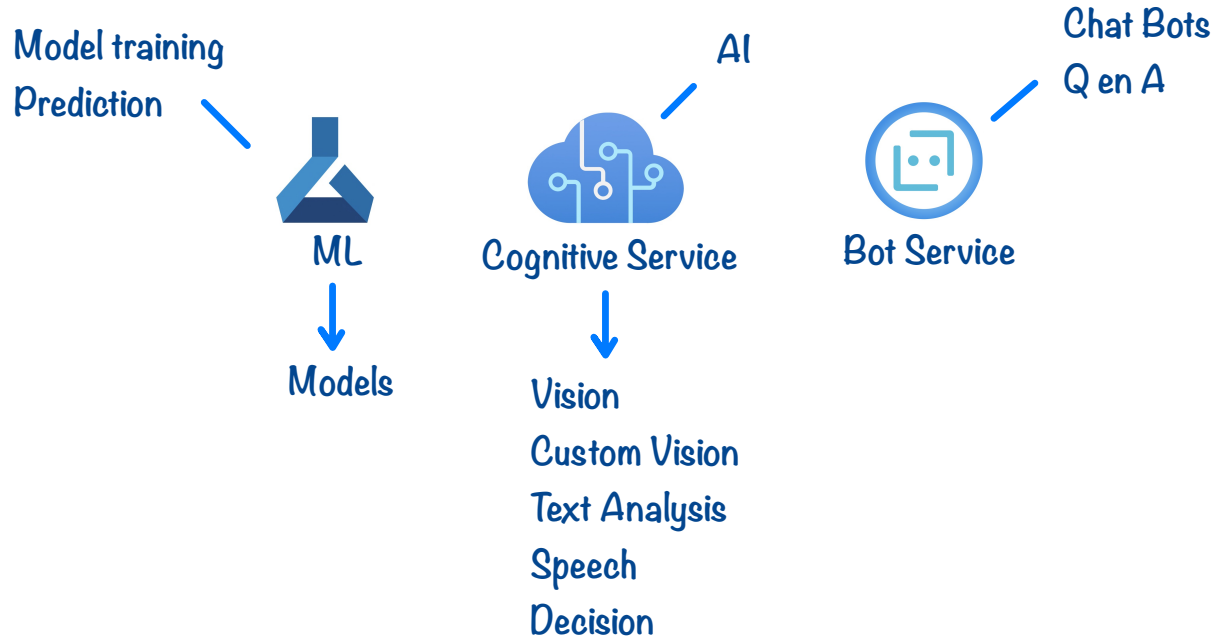 Model training
Prediction
AI
Chat Bots
Q en A
ML
Cognitive Service
Bot Service
Models
Vision
Custom Vision
Text Analysis
Speech
Decision